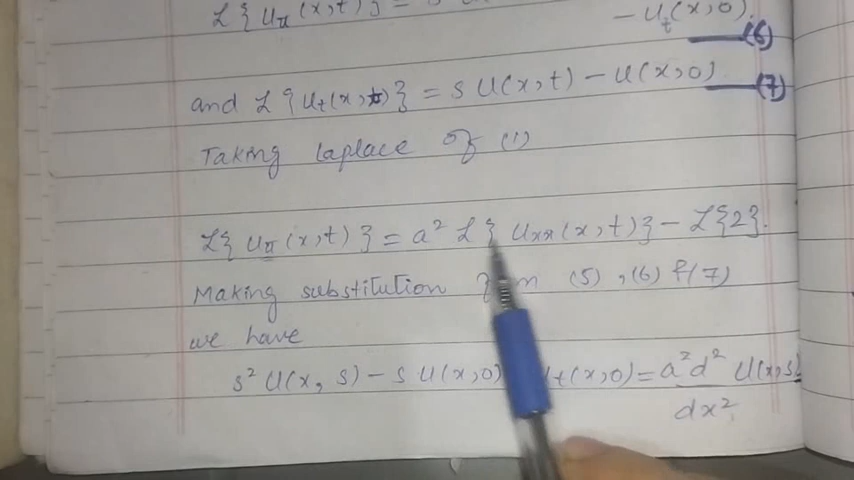 L{u_tt(x,t)} = s
- u_t(x,0).
(6)
and L{u_t(x,t)} = s U(x,t) - u(x,0) (7)
Taking laplace of (1)
L{u_tt(x,t)} = a² L{u_xx(x,t)} - L{2}.
Making substitution (5), (6) & (7)
we have
s² U(x, s) - s u(x,0) u_t(x,0) = a² d² U(x,s)
dx²,